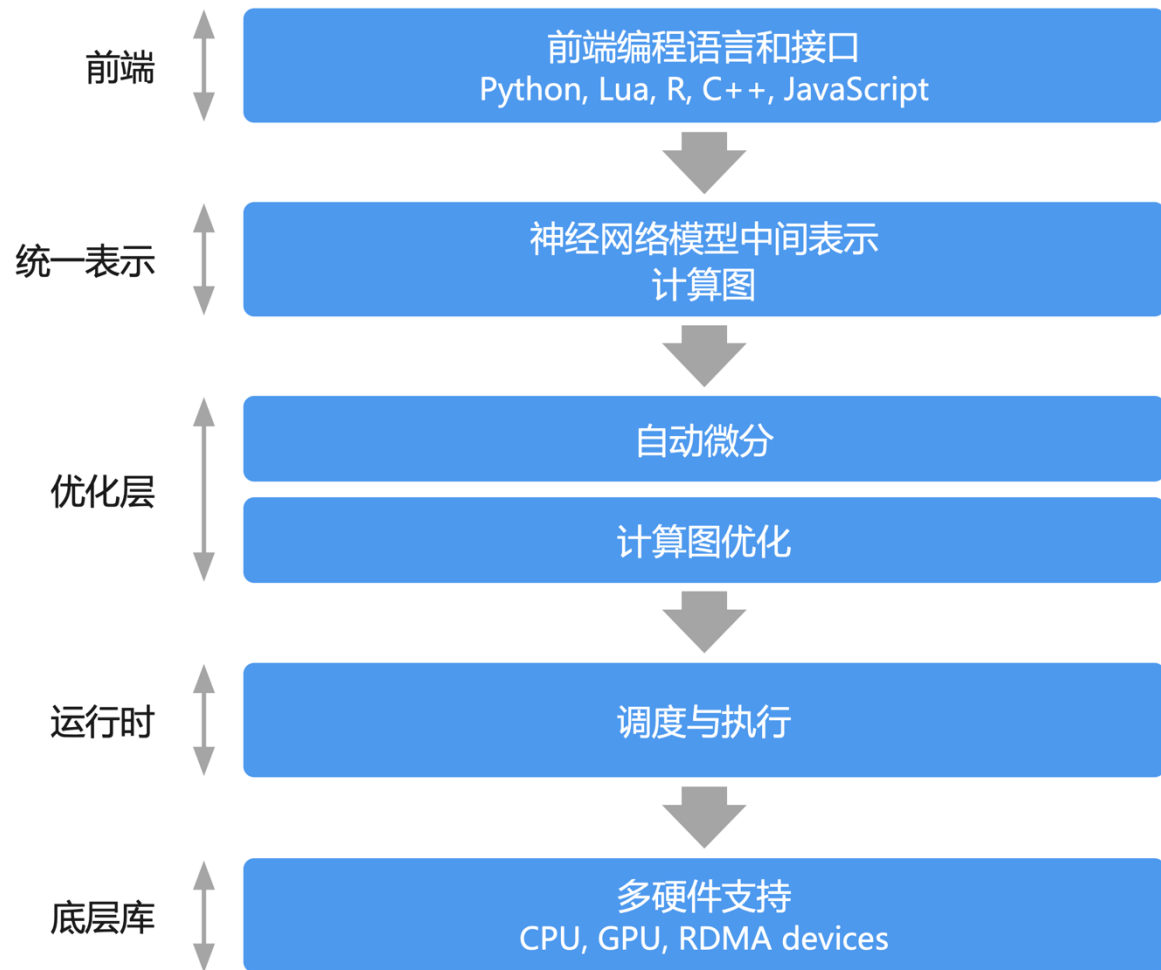 前端
前端编程语言和接口
Python, Lua, R, C++, JavaScript
统一表示
神经网络模型中间表示
计算图
优化层
自动微分
计算图优化
运行时
调度与执行
底层库
多硬件支持
CPU, GPU, RDMA devices